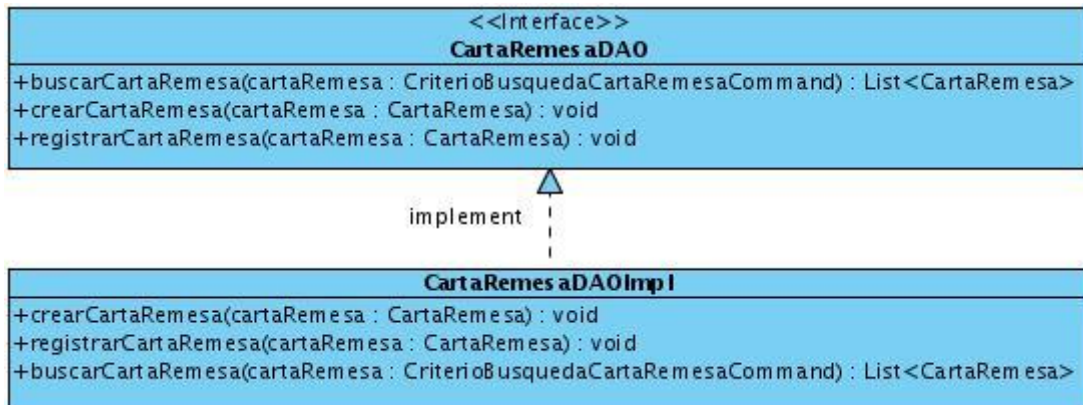 <<Interface>>
CartaRemesaDAO
+buscarCartaRemesa(cartaRemesa : CriterioBusquedaCartaRemesaCommand) : List<CartaRemesa>
+crearCartaRemesa(cartaRemesa : CartaRemesa) : void
+registrarCartaRemesa(cartaRemesa : CartaRemesa) : void
implement
CartaRemesaDAOImpl
+crearCartaRemesa(cartaRemesa : CartaRemesa) : void
+registrarCartaRemesa(cartaRemesa : CartaRemesa) : void
+buscarCartaRemesa(cartaRemesa : CriterioBusquedaCartaRemesaCommand) : List<CartaRemesa>